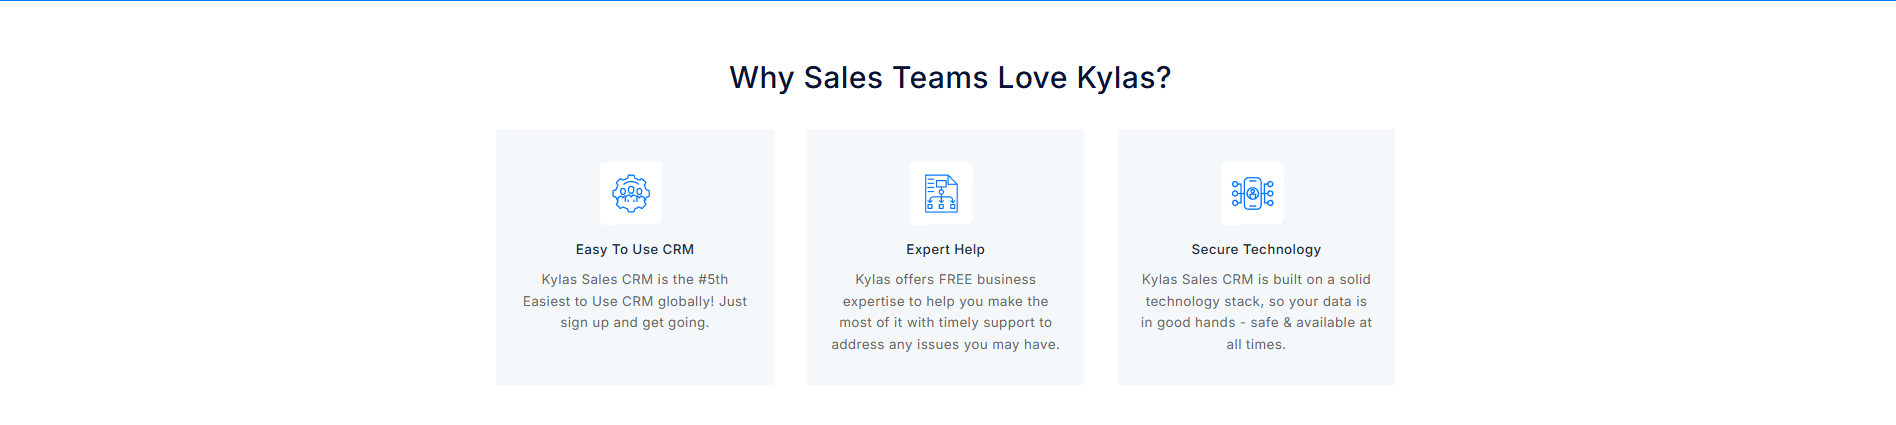 Why Sales Teams Love Kylas?
Easy To Use CRM
Kylas Sales CRM is the #5th
Easiest to Use CRM globally! Just
sign up and get going.
Expert Help
Kylas offers FREE business
expertise to help you make the
most of it with timely support to
address any issues you may have.
Secure Technology
Kylas Sales CRM is built on a solid
technology stack, so your data is
in good hands - safe & available at
all times.